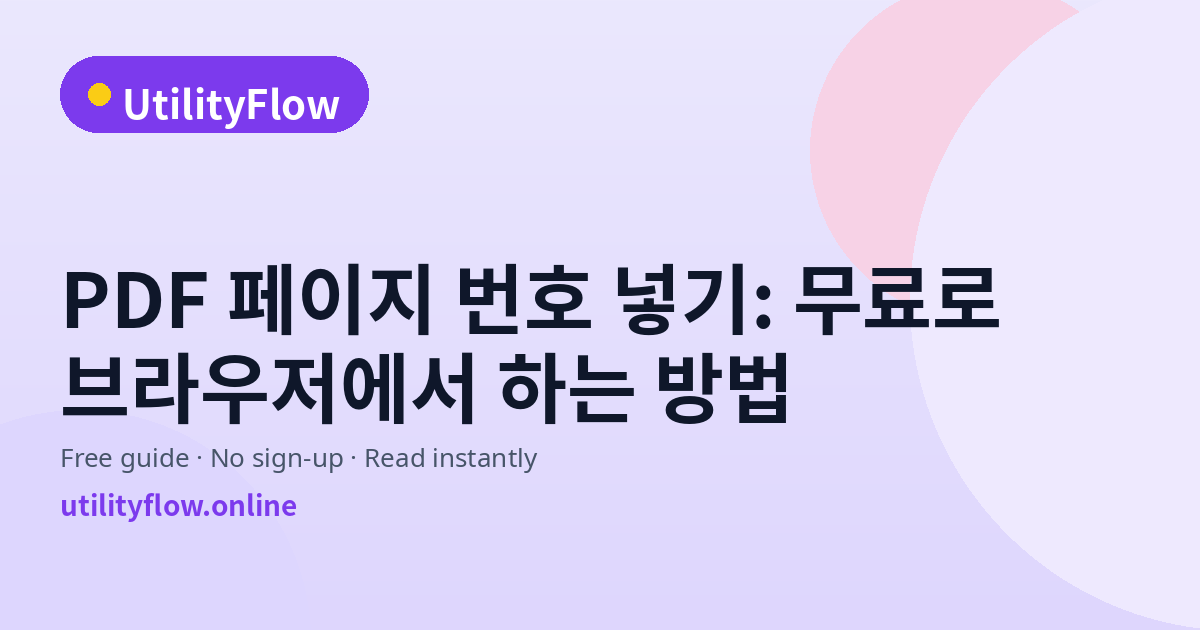 UtilityFlow
PDF 페이지 번호 넣기: 무료로
브라우저에서 하는 방법
Free guide · No sign-up · Read instantly
utilityflow.online